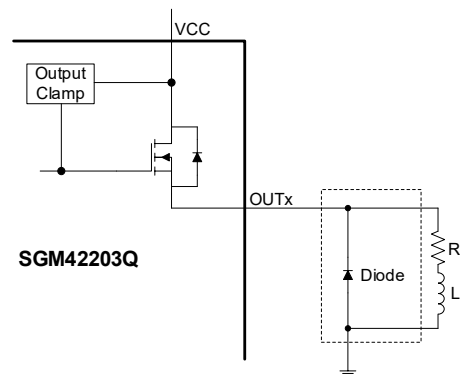 VCC
Output
Clamp
OUTx
SGM42203Q
Diode
R
L